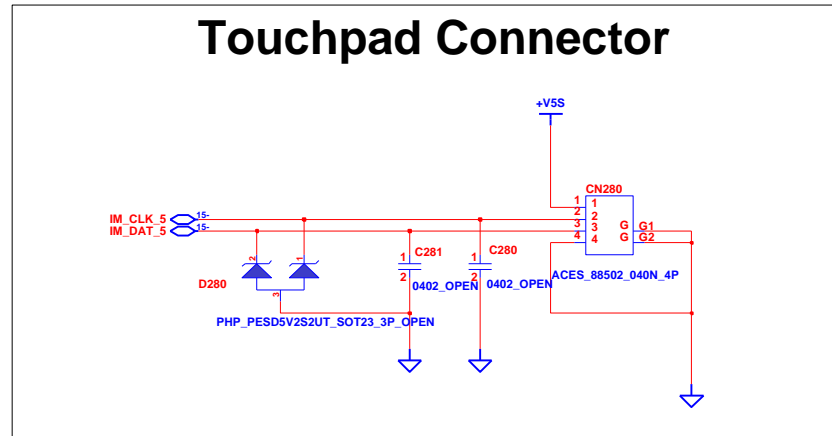 Touchpad Connector
+V5S
CN280
1 1
2 2
3 3
4 4
G G1
G G2
IM_CLK_5 15-
IM_DAT_5 15-
2 1
D280
3
1 C281
2
0402_OPEN
1 C280
2
0402_OPEN
ACES_88502_040N_4P
PHP_PESD5V2S2UT_SOT23_3P_OPEN